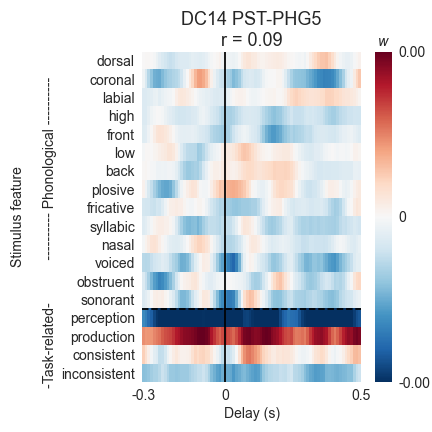 DC14 PST-PHG5
r = 0.09
w
Stimulus feature
---------- Phonological ----------
-Task-related-
dorsal
coronal
labial
high
front
low
back
plosive
fricative
syllabic
nasal
voiced
obstruent
sonorant
perception
production
consistent
inconsistent
0.00
0
-0.00
-0.3
0
0.5
Delay (s)